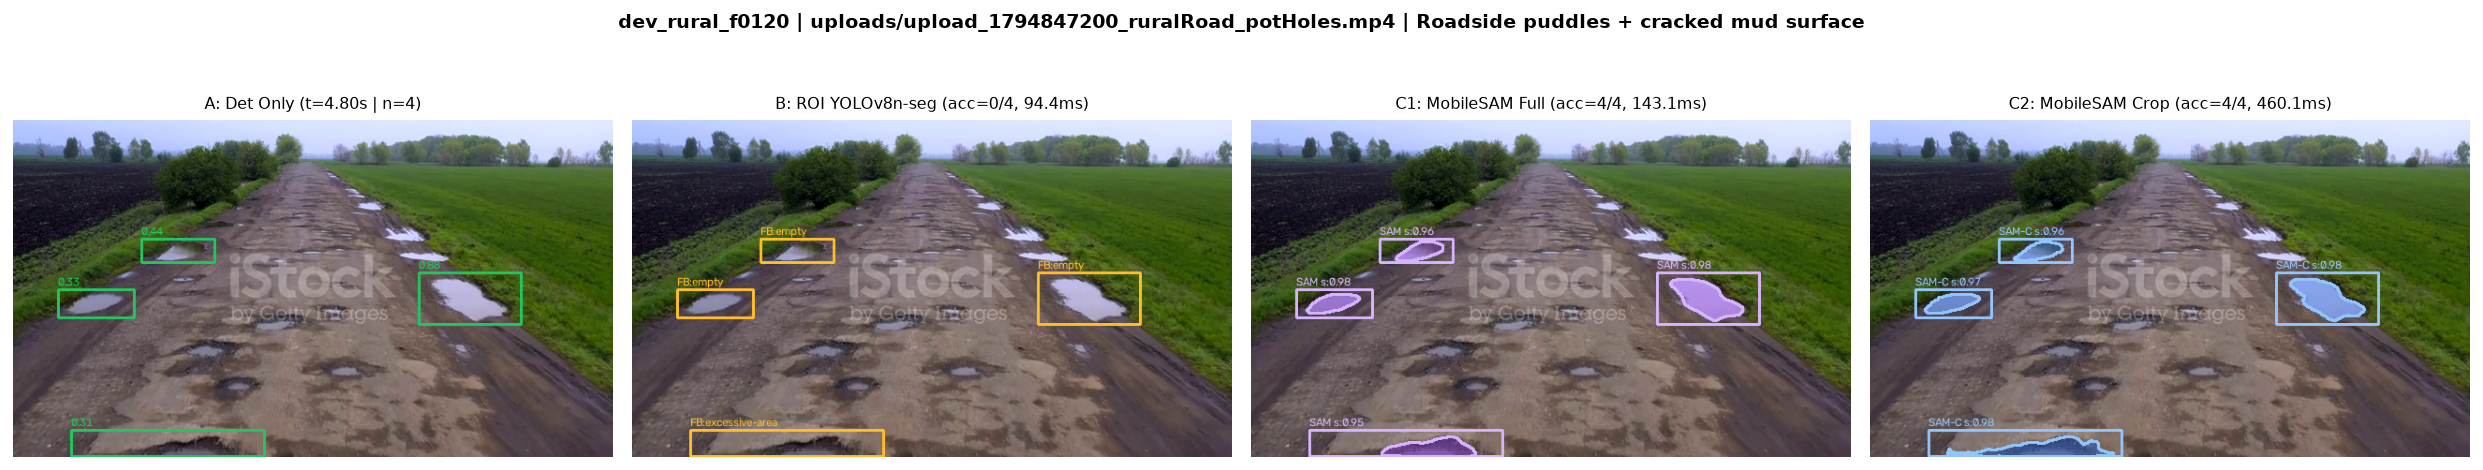 dev_rural_f0120 | uploads/upload_1794847200_ruralRoad_potHoles.mp4 | Roadside puddles + cracked mud surface
A: Det Only (t=4.80s | n=4)
0.44
0.88
0.33
0.31
iStock
by Getty Images™
B: ROI YOLOv8n-seg (acc=0/4, 94.4ms)
FB:empty
FB:empty
FB:empty
FB:excessive-area
iStock
by Getty Images™
C1: MobileSAM Full (acc=4/4, 143.1ms)
SAM s:0.96
SAM s:0.98
SAM s:0.98
SAM s:0.95
iStock
by Getty Images™
C2: MobileSAM Crop (acc=4/4, 460.1ms)
SAM-C s:0.96
SAM-C s:0.98
SAM-C s:0.97
SAM-C s:0.98
iStock
by Getty Images™